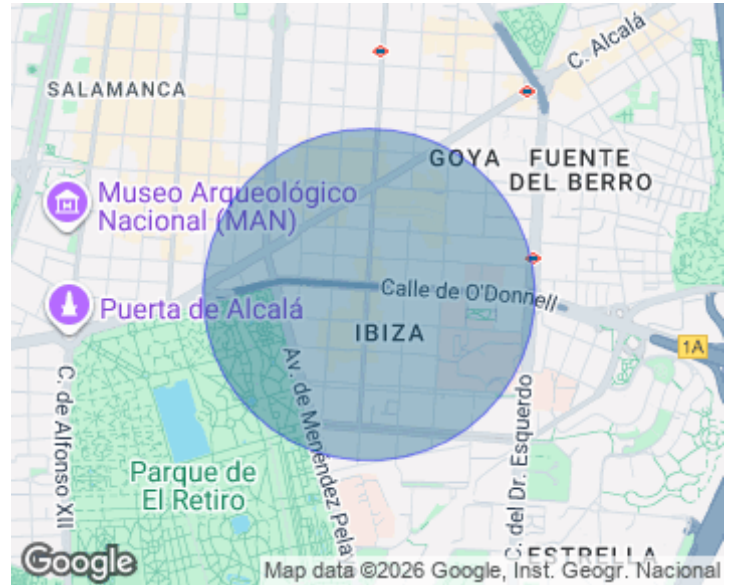 C. Alcalá
SALAMANCA
GOYA
FUENTE
DEL BERRO
Museo Arqueológico
Nacional (MAN)
Calle de O'Donnell
Puerta de Alcalá
IBIZA
1A
C. de Alfonso XII
Av. de Menéndez Pela
C. del Dr. Esquerdo
Parque de
El Retiro
ESTRELLA
Google
Map data ©2026 Google, Inst. Geogr. Nacional